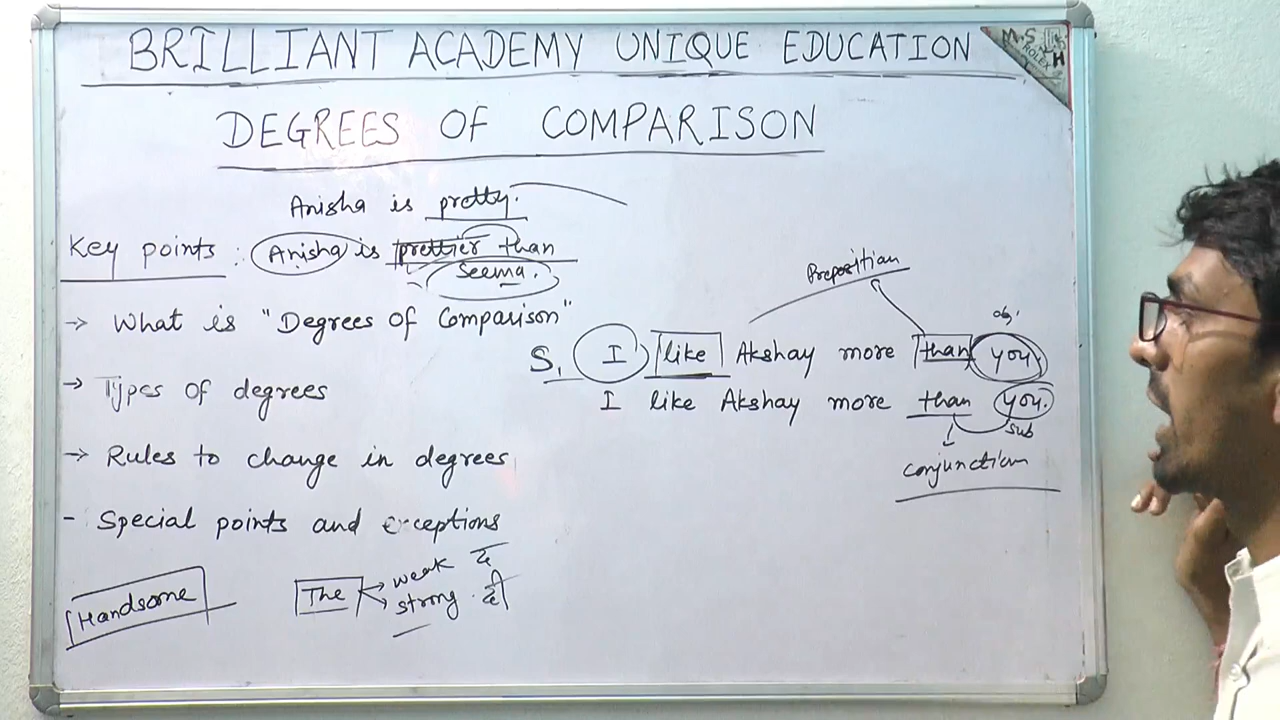 BRILLIANT ACADEMY UNIQUE EDUCATION
M.S
ROLEX
H
DEGREES OF COMPARISON
Anisha is pretty.
Key points : Anisha is prettier than
Seema.
→ What is "Degrees of Comparison"
→ Types of degrees
→ Rules to change in degrees
- Special points and exceptions
Handsome
The
weak द
strong. दी
Preposition
obj.
S. I like Akshay more than you.
I like Akshay more than you.
sub
conjunction